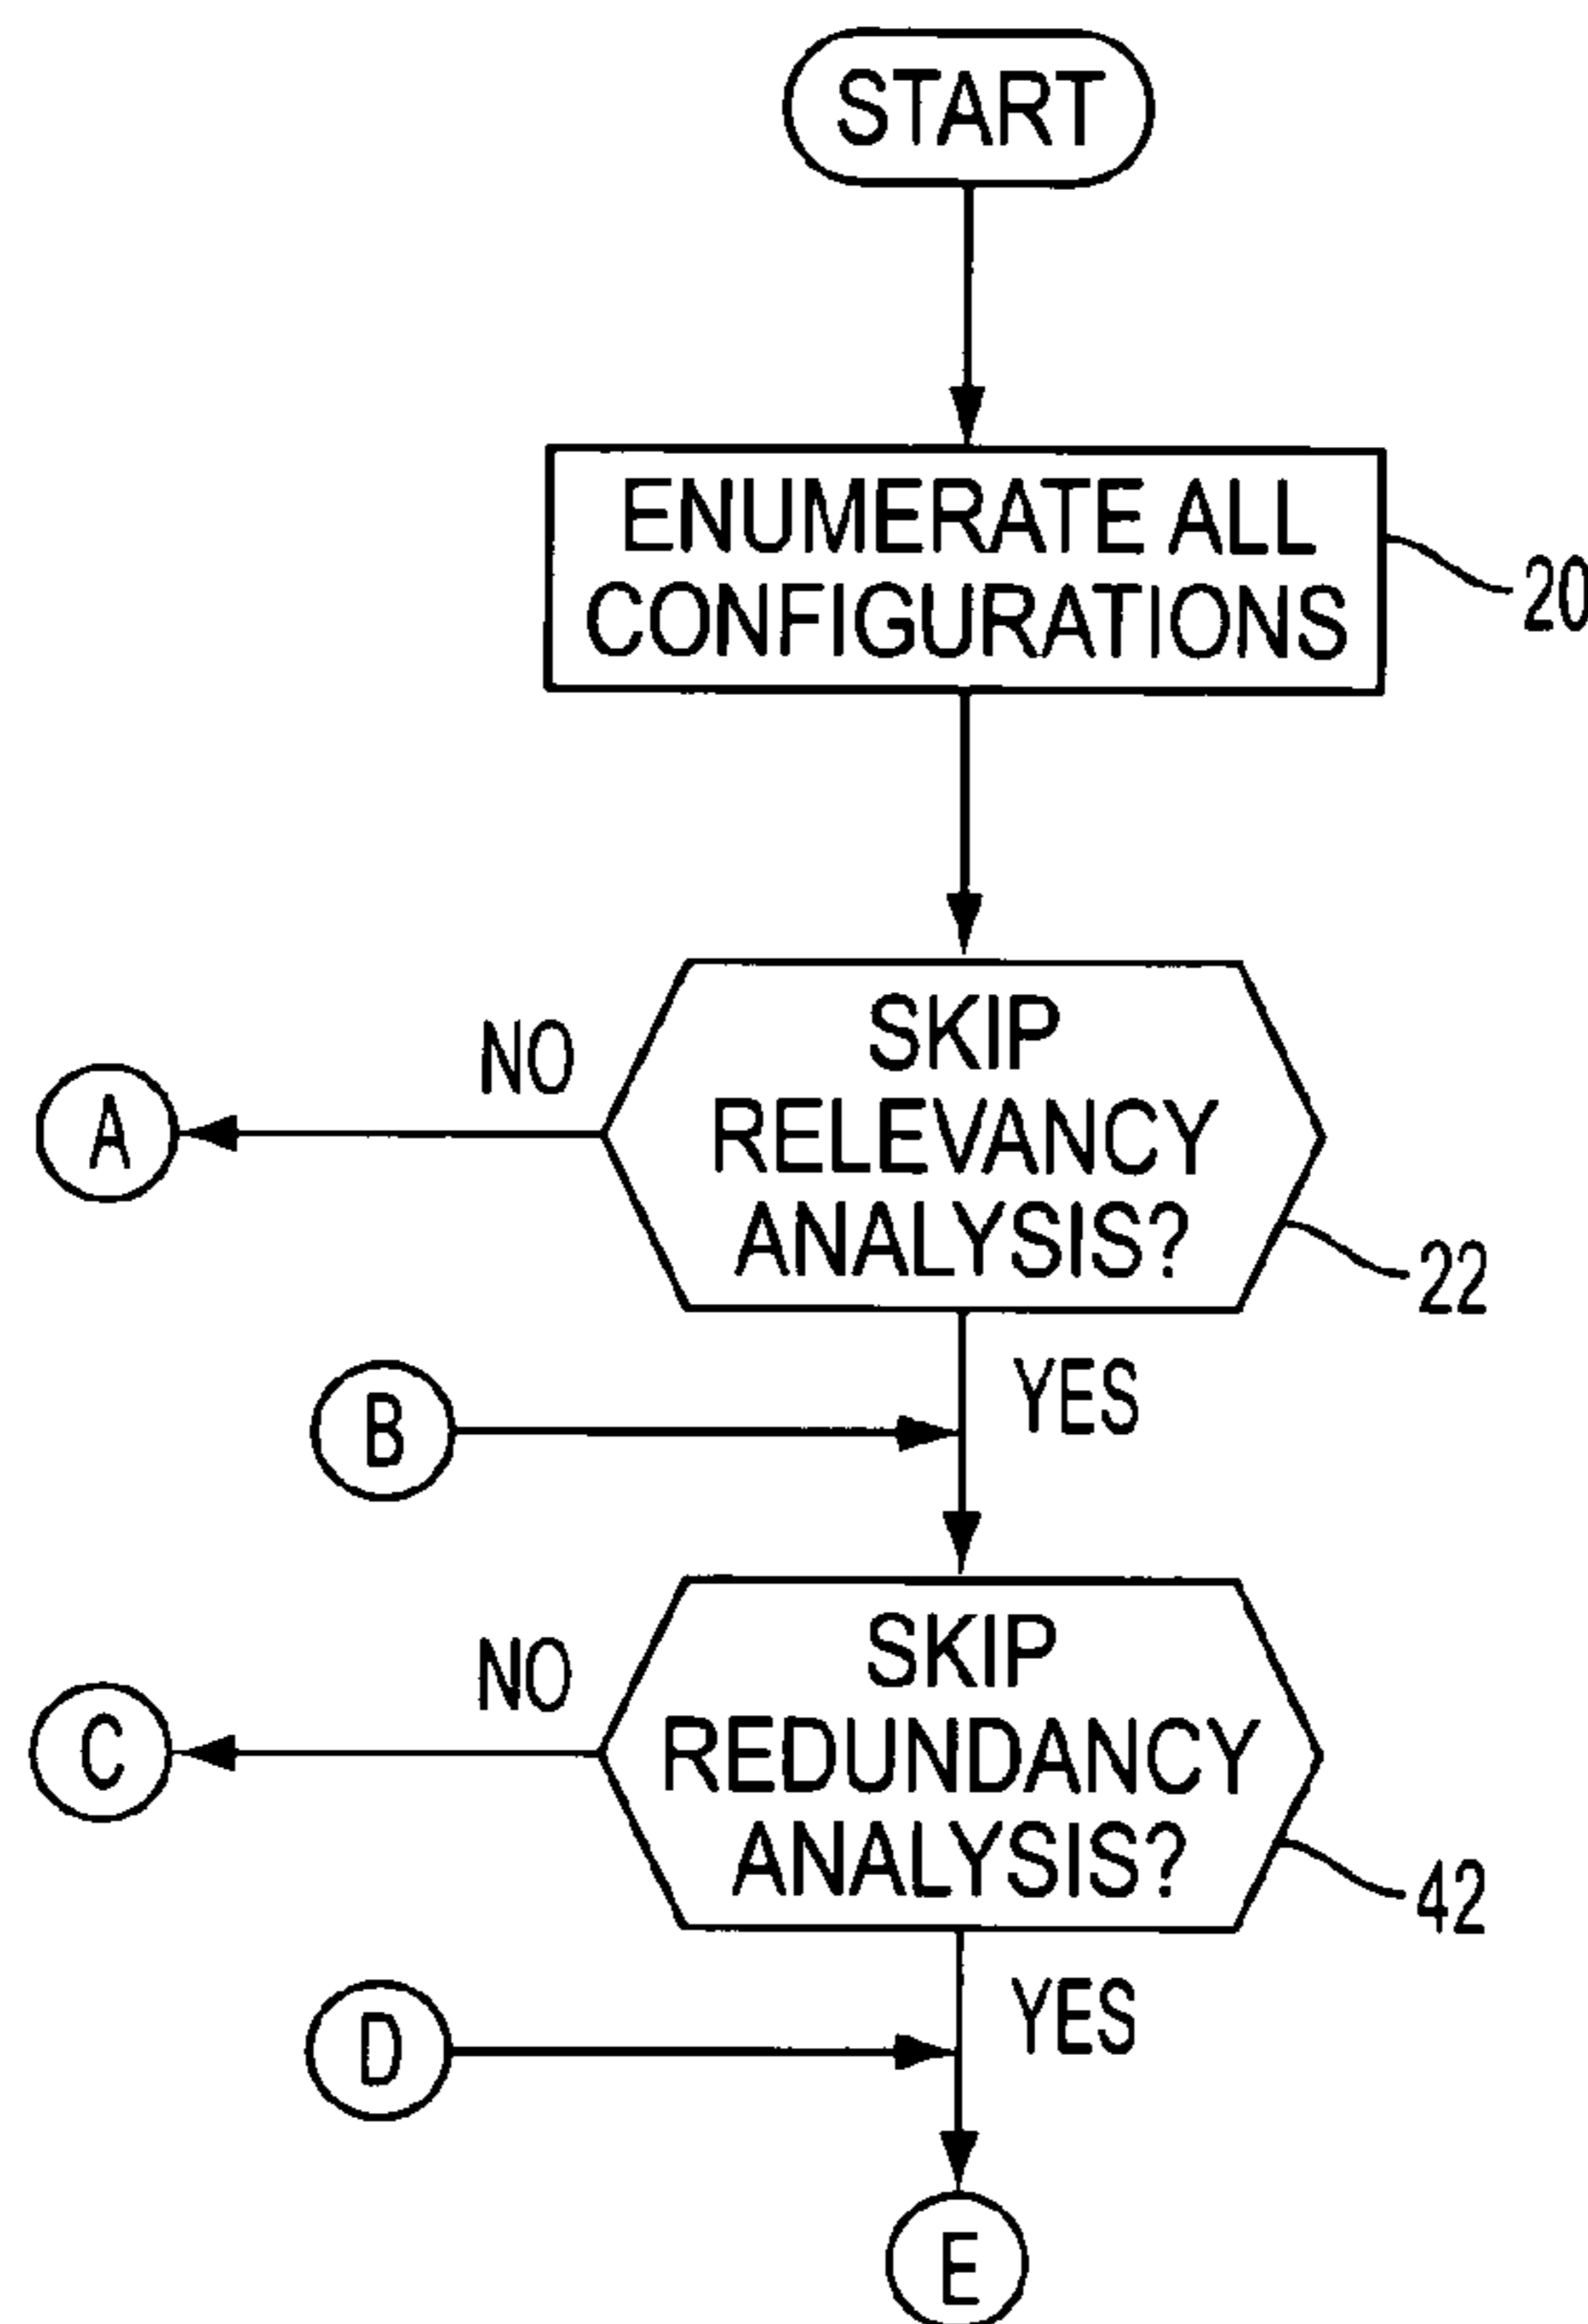 START
ENUMERATE ALL
CONFIGURATIONS
20
SKIP
RELEVANCY
ANALYSIS?
22
NO
A
YES
B
SKIP
REDUNDANCY
ANALYSIS?
42
NO
C
YES
D
E